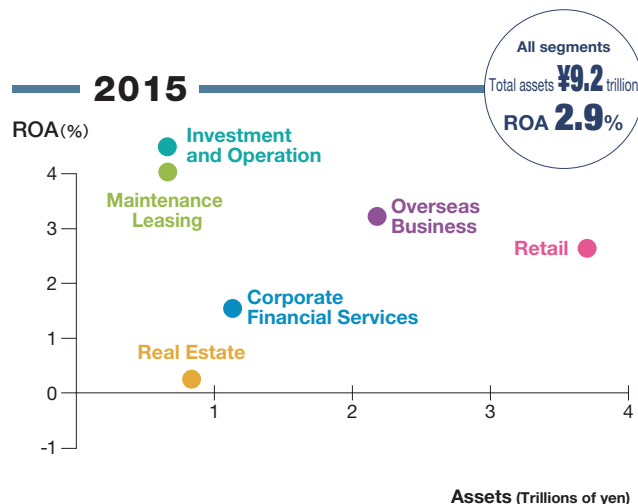 All segments
Total assets ¥9.2 trillion
ROA 2.9%
2015
ROA(%)
Investment
and Operation
4
Maintenance
Leasing
Overseas
Business
3
Retail
2
Corporate
Financial Services
1
Real Estate
0
1
2
3
4
-1
Assets (Trillions of yen)